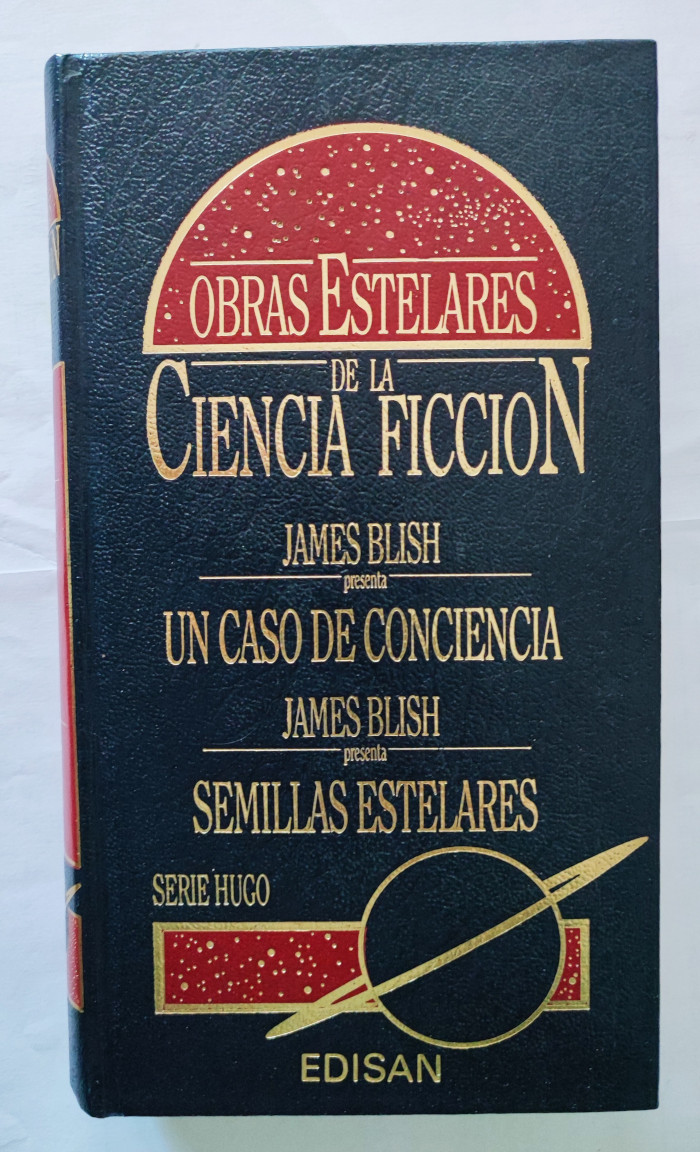 OBRAS ESTELARES
DE LA
CIENCIA FICCION
JAMES BLISH
presenta
UN CASO DE CONCIENCIA
JAMES BLISH
presenta
SEMILLAS ESTELARES
SERIE HUGO
EDISAN